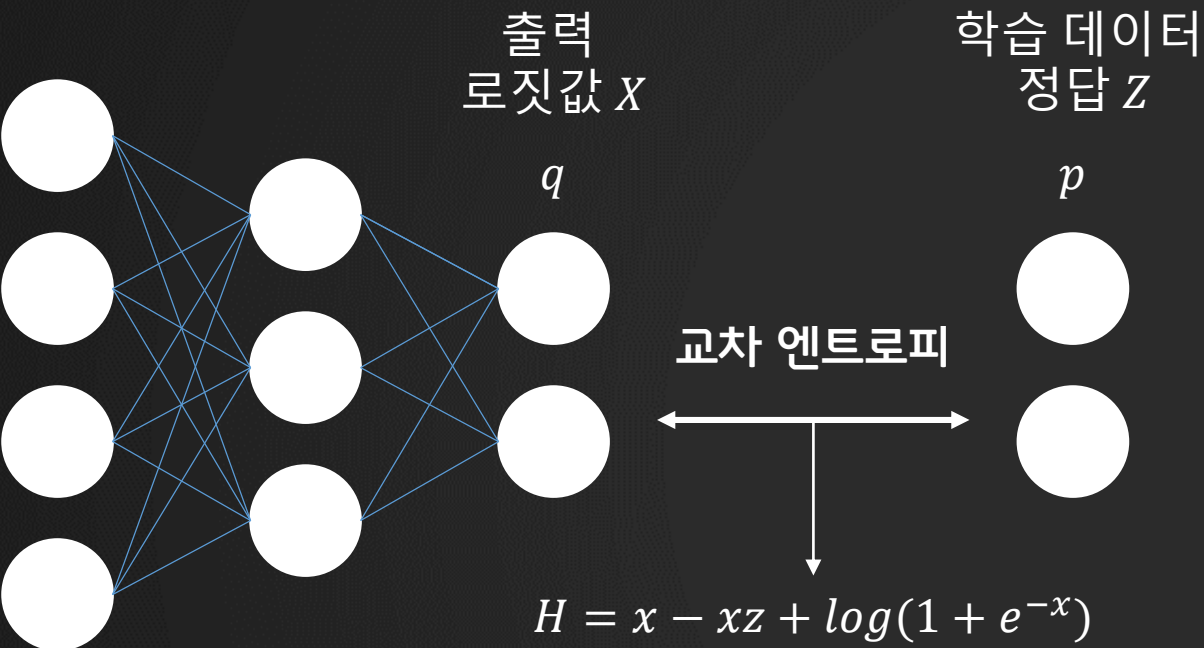 출력
로짓값 X
q
학습 데이터
정답 Z
p
교차 엔트로피
H = x − xz + log(1 + e^{−x})